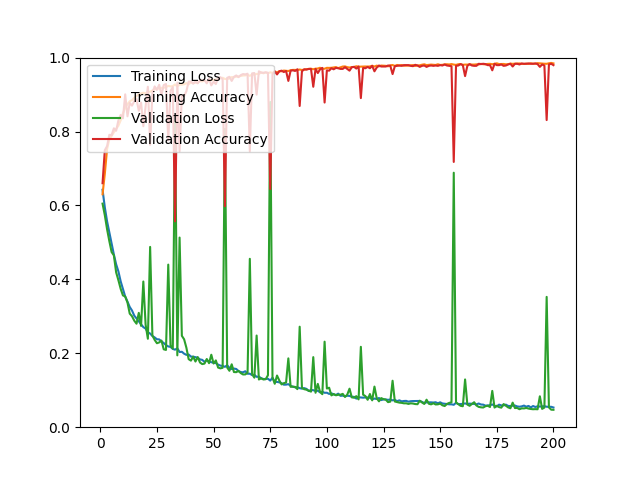 1.0
0.8
0.6
0.4
0.2
0.0
Training Loss
Training Accuracy
Validation Loss
Validation Accuracy
0 25 50 75 100 125 150 175 200